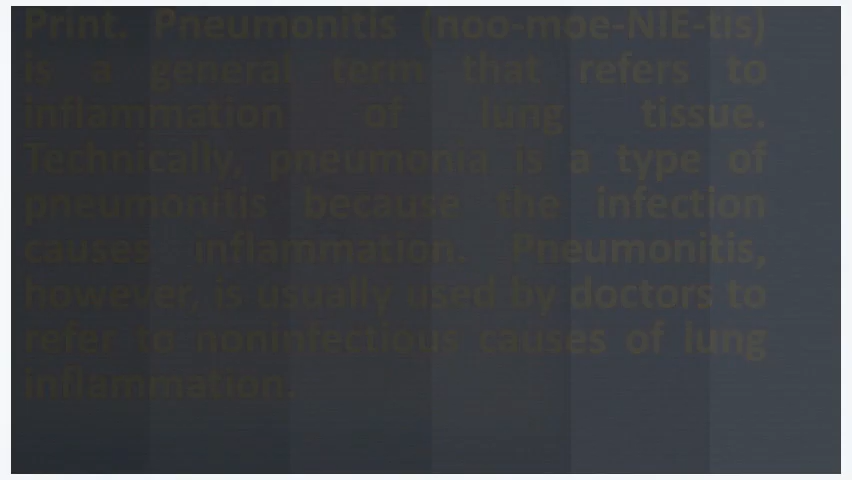 Print. Pneumonitis (noo-moe-NIE-tis)
is a general term that refers to
inflammation of lung tissue.
Technically, pneumonia is a type of
pneumonitis because the infection
causes inflammation. Pneumonitis,
however, is usually used by doctors to
refer to noninfectious causes of lung
inflammation.